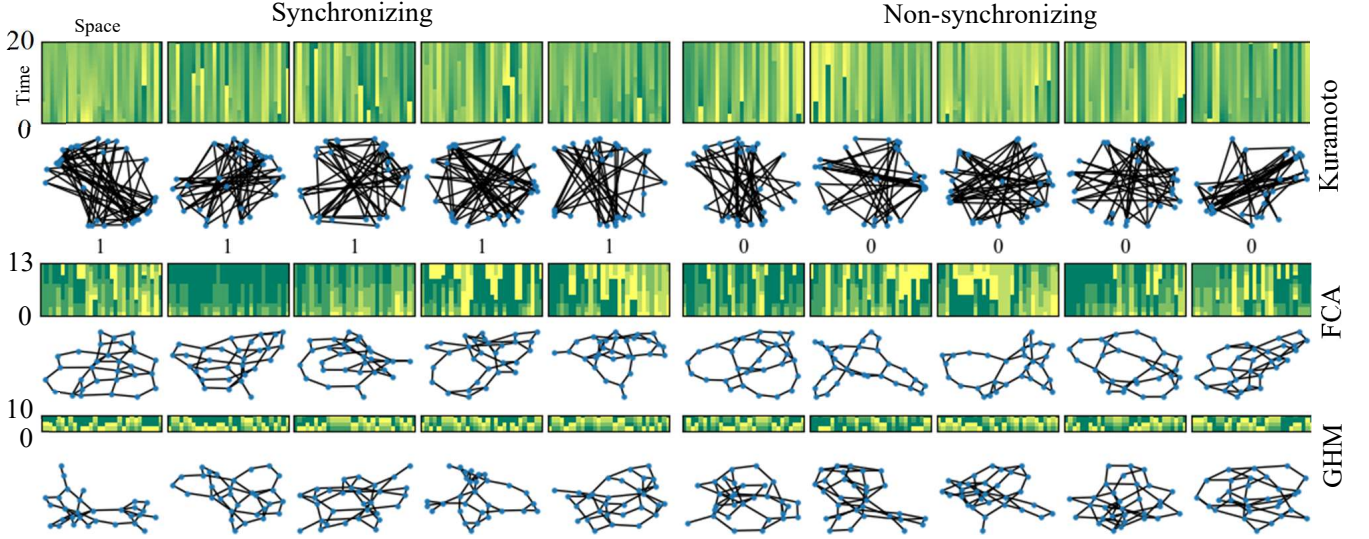 Synchronizing Non-synchronizing
Space
20
Time
0
Kuramoto
1 1 1 1 1 0 0 0 0 0
13
0
FCA
10
0
GHM